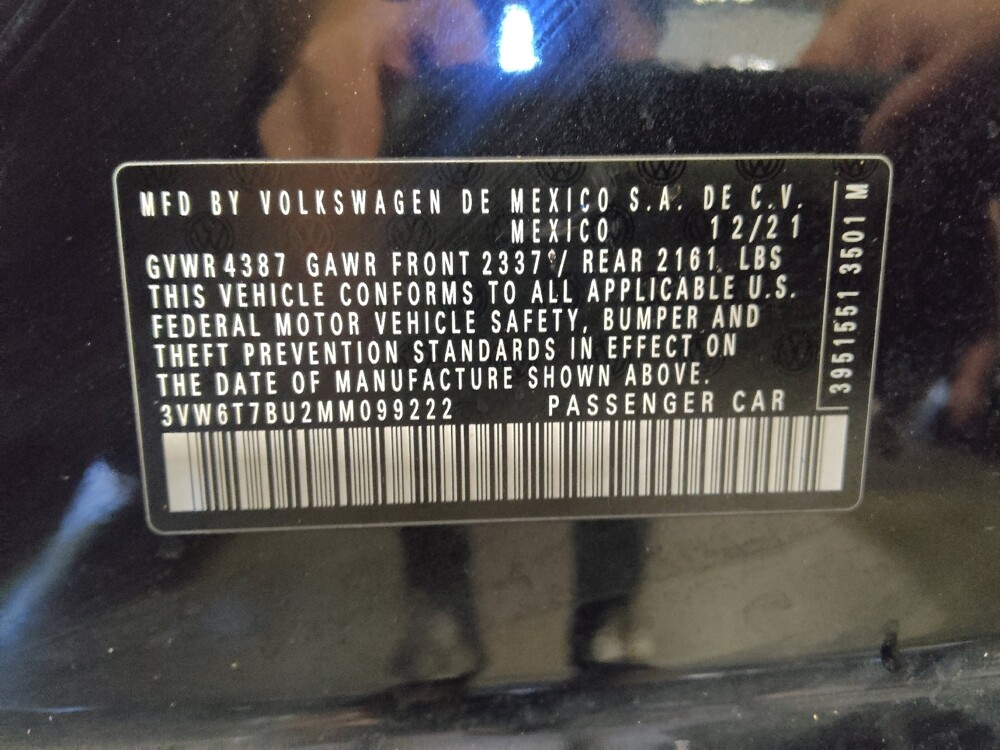 MFD BY VOLKSWAGEN DE MEXICO S.A. DE C.V.
MEXICO 12/21
GVWR 4387 GAWR FRONT 2337 / REAR 2161 LBS
THIS VEHICLE CONFORMS TO ALL APPLICABLE U.S.
FEDERAL MOTOR VEHICLE SAFETY, BUMPER AND
THEFT PREVENTION STANDARDS IN EFFECT ON
THE DATE OF MANUFACTURE SHOWN ABOVE.
3VW6T7BU2MM099222 PASSENGER CAR
3951551 3501 M